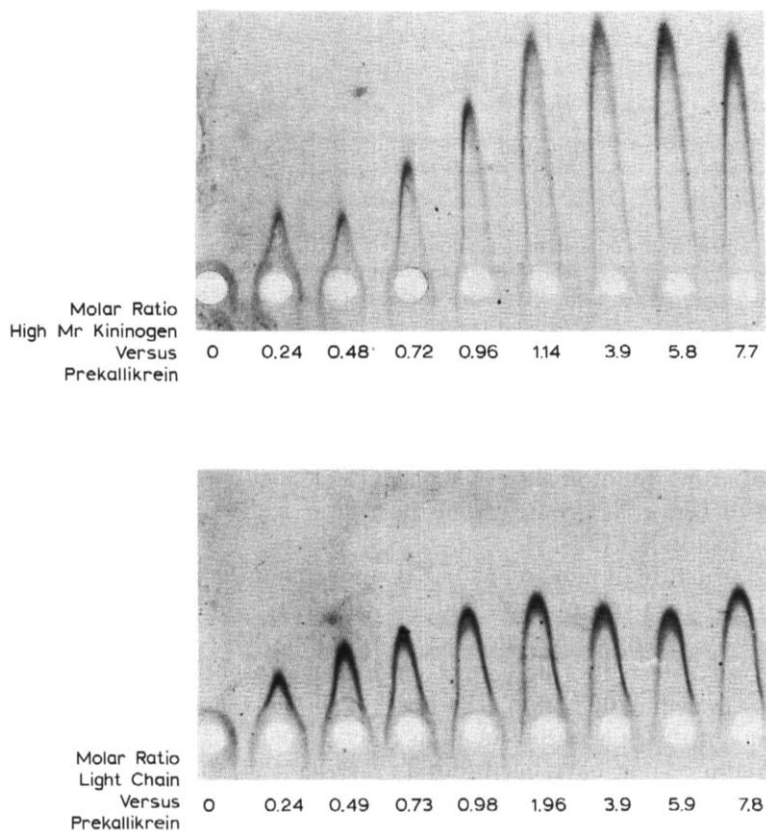 Molar Ratio
High Mr Kininogen
Versus
Prekallikrein
0 0.24 0.48 0.72 0.96 1.14 3.9 5.8 7.7
Molar Ratio
Light Chain
Versus
Prekallikrein
0 0.24 0.49 0.73 0.98 1.96 3.9 5.9 7.8